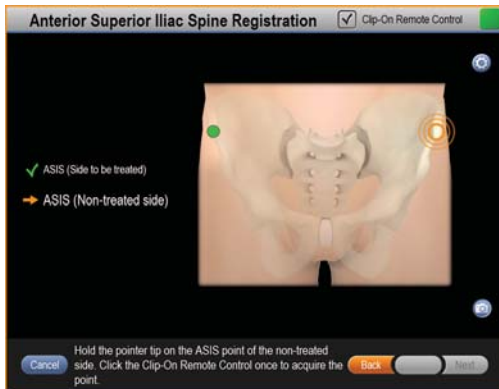 Anterior Superior Iliac Spine Registration
Clip-On Remote Control
ASIS (Side to be treated)
ASIS (Non-treated side)
Hold the pointer tip on the ASIS point of the non-treated
side. Click the Clip-On Remote Control once to acquire the
point.
Cancel
Back
Next